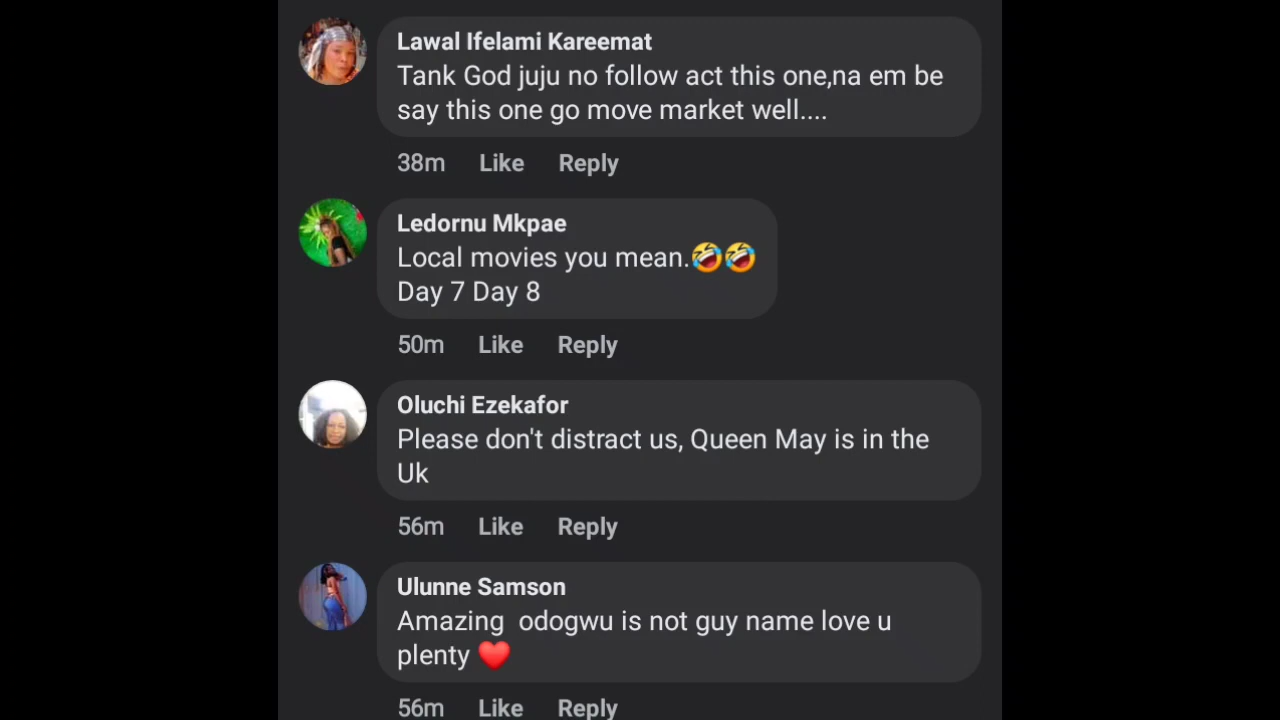 Lawal Ifelami Kareemat
Tank God juju no follow act this one,na em be
say this one go move market well....
38m Like Reply
Ledornu Mkpae
Local movies you mean.🤣🤣
Day 7 Day 8
50m Like Reply
Oluchi Ezekafor
Please don't distract us, Queen May is in the
Uk
56m Like Reply
Ulunne Samson
Amazing  odogwu is not guy name love u
plenty ❤️
56m Like Reply